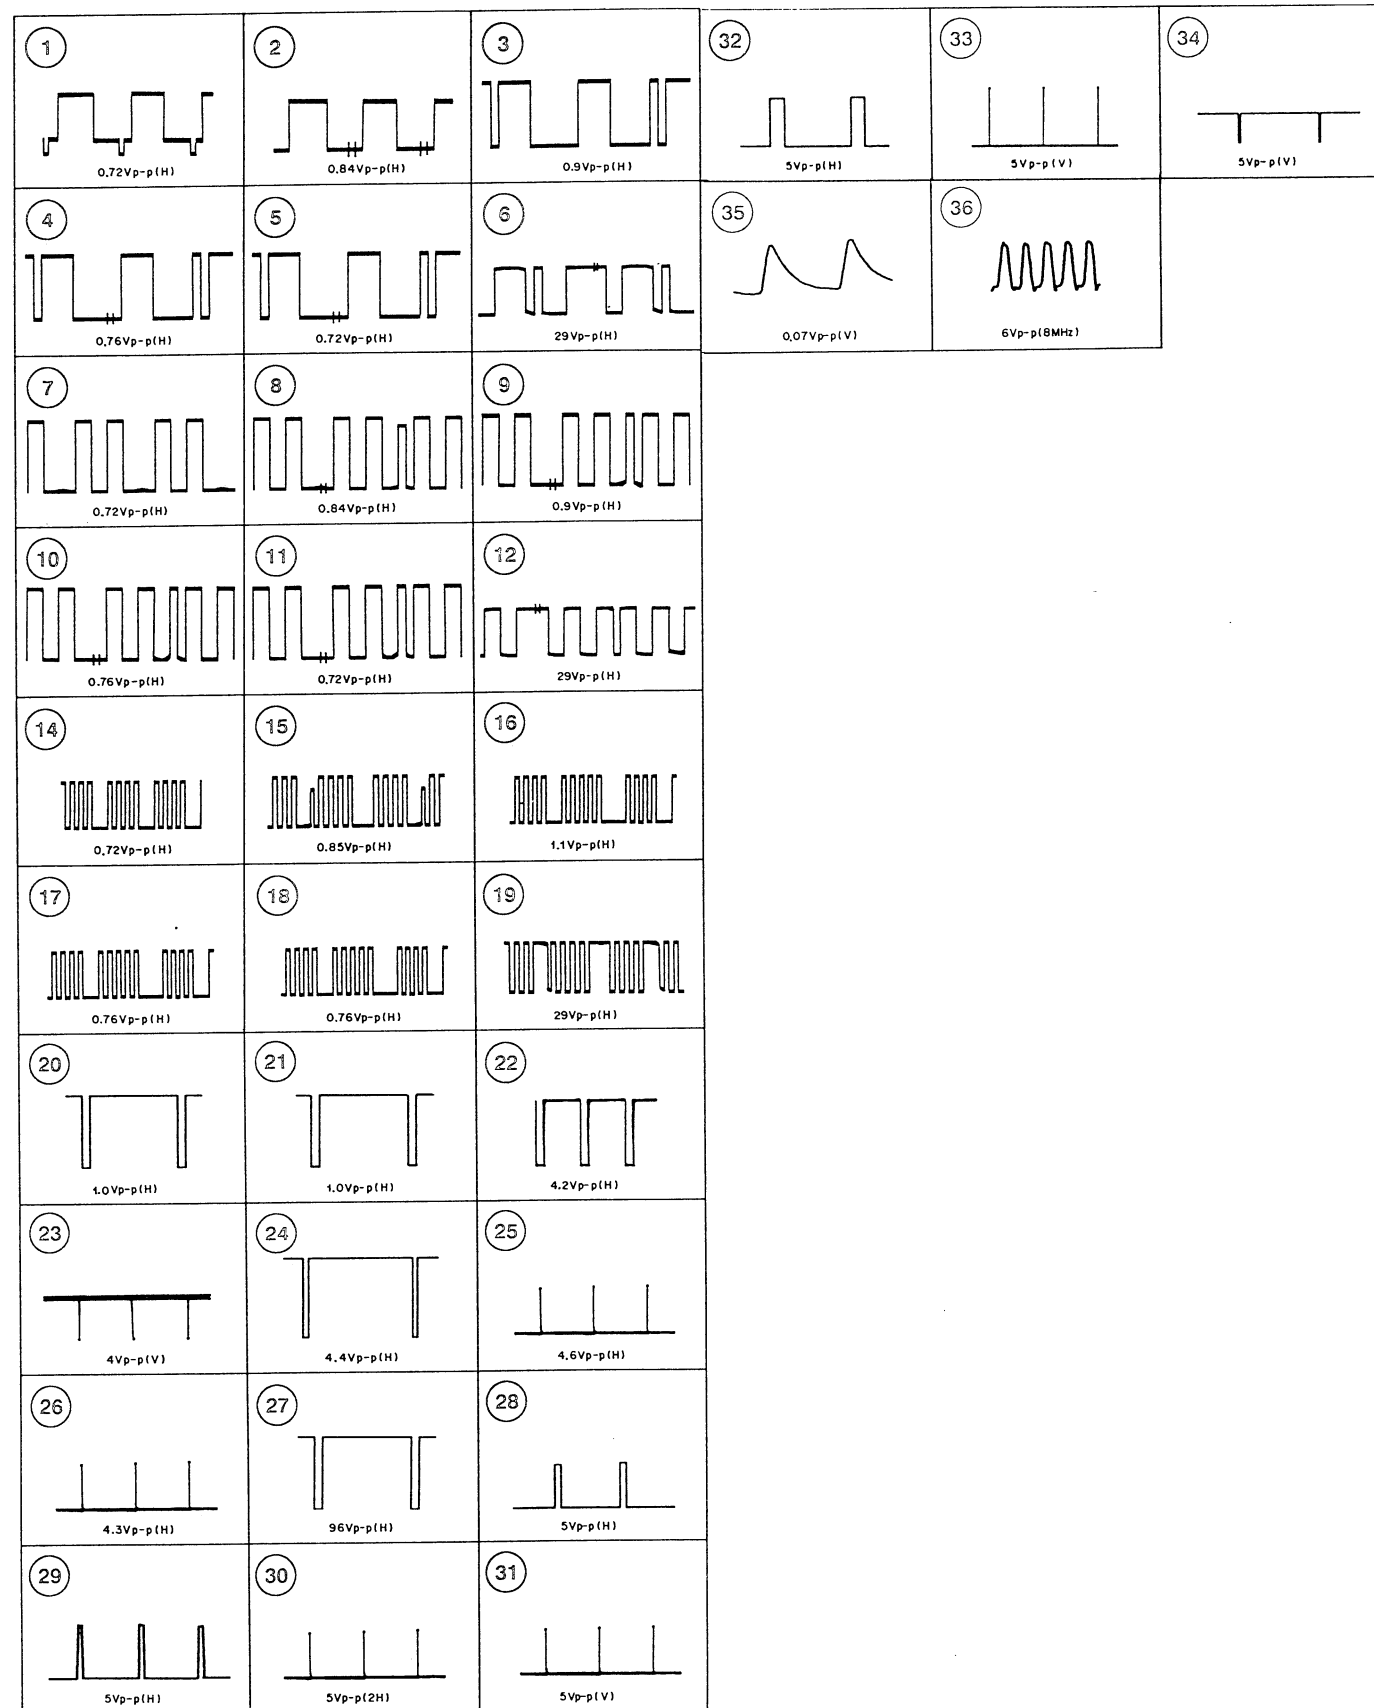 1 2 3 32 33 34
0.72Vp-p(H) 0.84Vp-p(H) 0.9Vp-p(H) 5Vp-p(H) 5Vp-p(V) 5Vp-p(V)
4 5 6 35 36
0.76Vp-p(H) 0.72Vp-p(H) 29Vp-p(H) 0.07Vp-p(V) 6Vp-p(8MHz)
7 8 9
0.72Vp-p(H) 0.84Vp-p(H) 0.9Vp-p(H)
10 11 12
0.76Vp-p(H) 0.72Vp-p(H) 29Vp-p(H)
14 15 16
0.72Vp-p(H) 0.85Vp-p(H) 1.1Vp-p(H)
17 18 19
0.76Vp-p(H) 0.76Vp-p(H) 29Vp-p(H)
20 21 22
1.0Vp-p(H) 1.0Vp-p(H) 4.2Vp-p(H)
23 24 25
4Vp-p(V) 4.4Vp-p(H) 4.6Vp-p(H)
26 27 28
4.3Vp-p(H) 96Vp-p(H) 5Vp-p(H)
29 30 31
5Vp-p(H) 5Vp-p(2H) 5Vp-p(V)